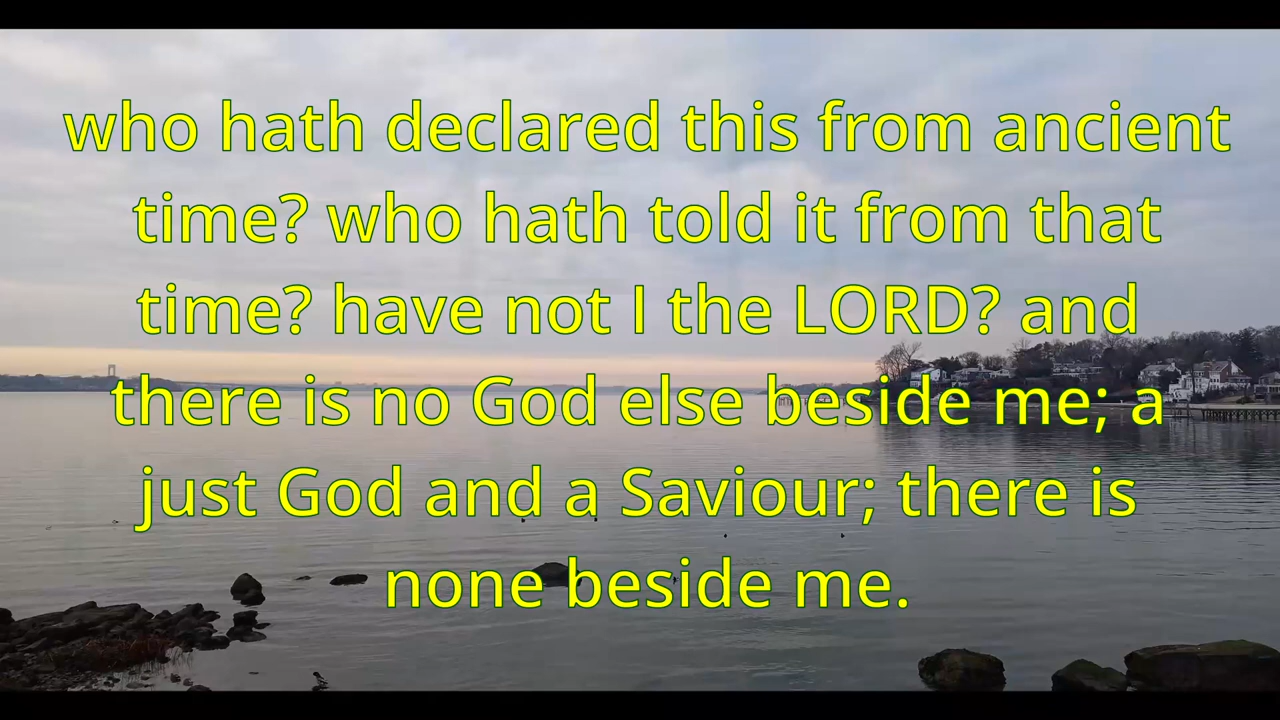 who hath declared this from ancient
time? who hath told it from that
time? have not I the LORD? and
there is no God else beside me; a
just God and a Saviour; there is
none beside me.